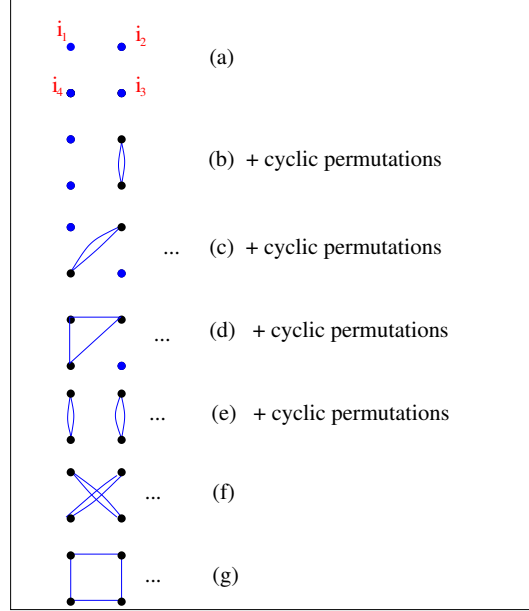 i₁ i₂
(a)
i₄ i₃
(b) + cyclic permutations
... (c) + cyclic permutations
... (d) + cyclic permutations
... (e) + cyclic permutations
... (f)
... (g)